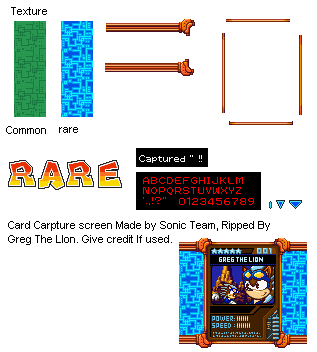 Texture
Common
rare
RARE
Captured " !!
ABCDEFGHIJKLM
NOPQRSTUVWXYZ
".!?" 0123456789
Card Carpture screen Made by Sonic Team, Ripped By
Greg The LIon. Give credit If used.
★★★★★ 001
GREG THE LION
POWER:
SPEED: